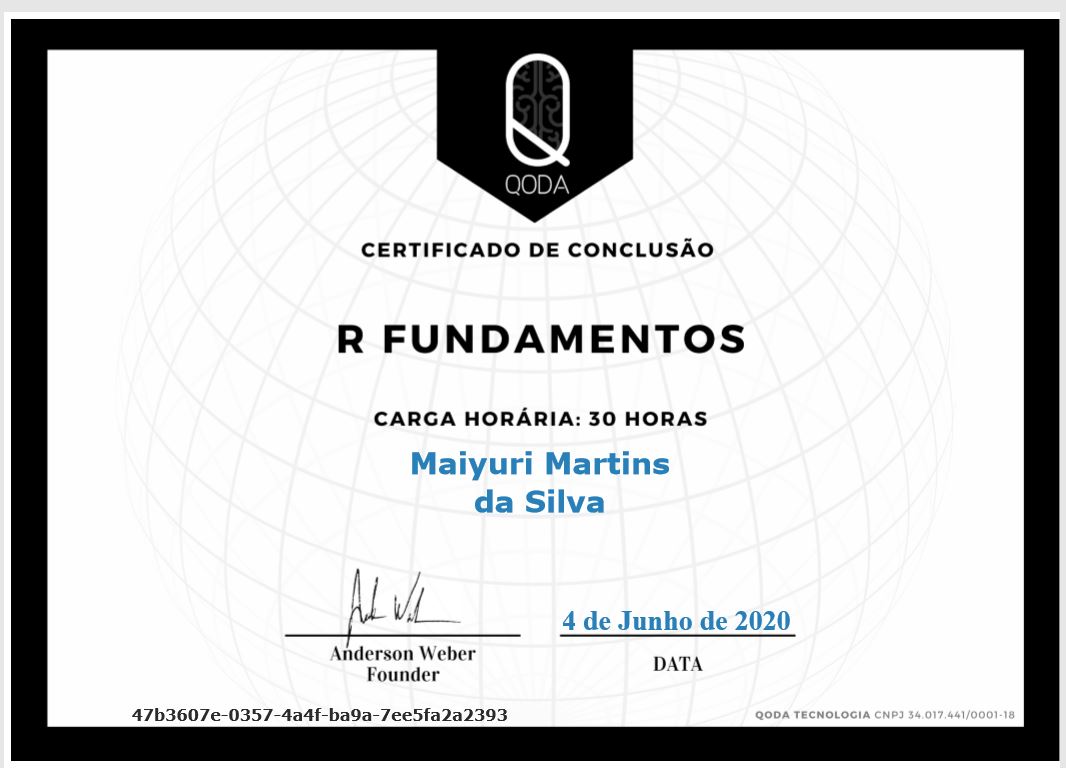 QODA
CERTIFICADO DE CONCLUSÃO
R FUNDAMENTOS
CARGA HORÁRIA: 30 HORAS
Maiyuri Martins
da Silva
4 de Junho de 2020
Anderson Weber
Founder
DATA
47b3607e-0357-4a4f-ba9a-7ee5fa2a2393
QODA TECNOLOGIA CNPJ 34.017.441/0001-18